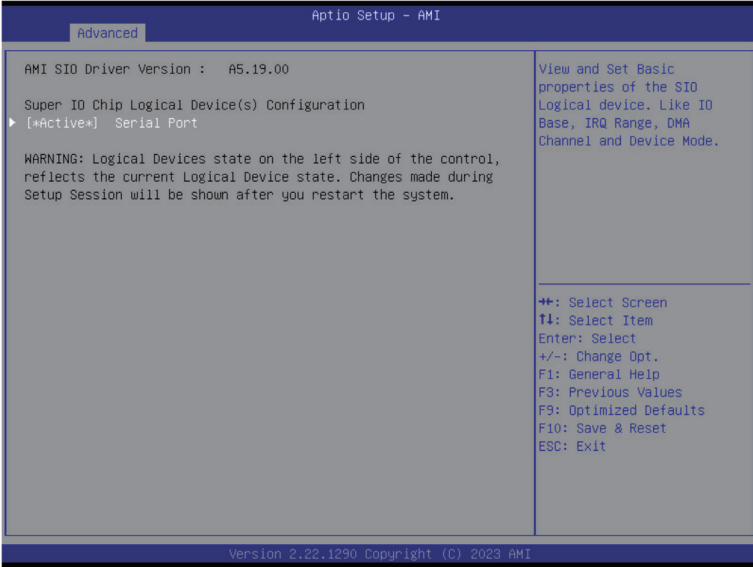 Aptio Setup – AMI
Advanced
AMI SIO Driver Version :   A5.19.00
Super IO Chip Logical Device(s) Configuration
[*Active*]  Serial Port
WARNING: Logical Devices state on the left side of the control,
reflects the current Logical Device state. Changes made during
Setup Session will be shown after you restart the system.
View and Set Basic
properties of the SIO
Logical device. Like IO
Base, IRQ Range, DMA
Channel and Device Mode.
→←: Select Screen
↑↓: Select Item
Enter: Select
+/-: Change Opt.
F1: General Help
F3: Previous Values
F9: Optimized Defaults
F10: Save & Reset
ESC: Exit
Version 2.22.1290 Copyright (C) 2023 AMI